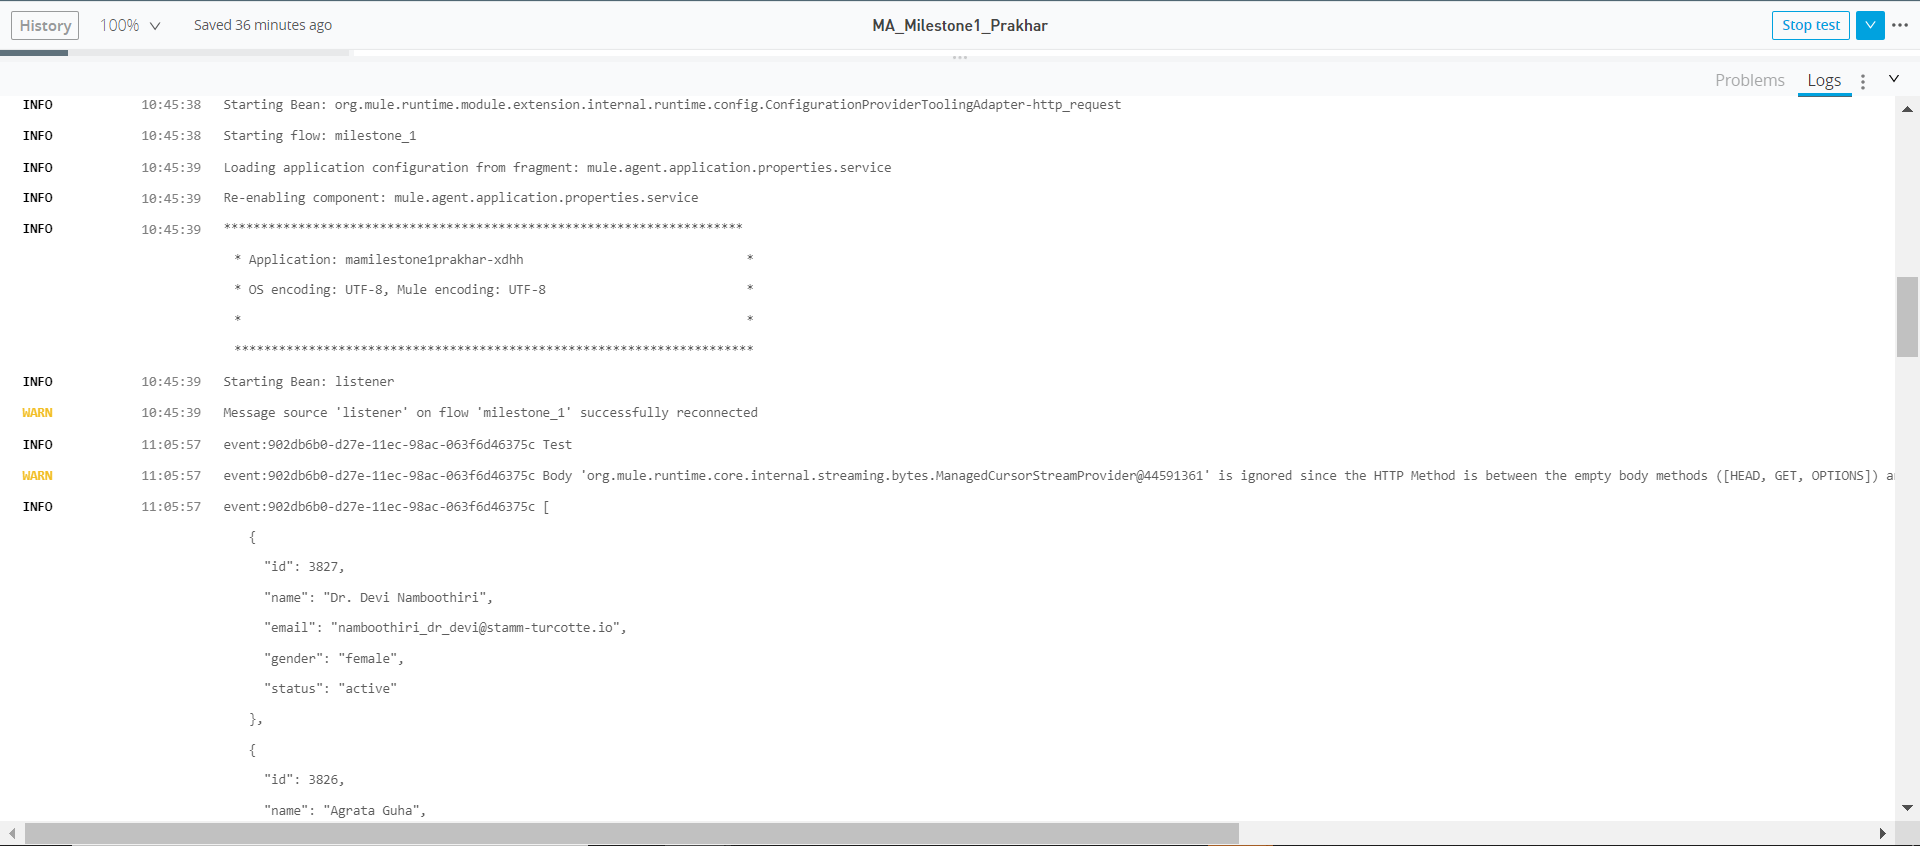 History 100% Saved 36 minutes ago MA_Milestone1_Prakhar Stop test
Problems Logs
INFO 10:45:38 Starting Bean: org.mule.runtime.module.extension.internal.runtime.config.ConfigurationProviderToolingAdapter-http_request
INFO 10:45:38 Starting flow: milestone_1
INFO 10:45:39 Loading application configuration from fragment: mule.agent.application.properties.service
INFO 10:45:39 Re-enabling component: mule.agent.application.properties.service
INFO 10:45:39 **********************************************************************
* Application: mamilestone1prakhar-xdhh *
* OS encoding: UTF-8, Mule encoding: UTF-8 *
* *
**********************************************************************
INFO 10:45:39 Starting Bean: listener
WARN 10:45:39 Message source 'listener' on flow 'milestone_1' successfully reconnected
INFO 11:05:57 event:902db6b0-d27e-11ec-98ac-063f6d46375c Test
WARN 11:05:57 event:902db6b0-d27e-11ec-98ac-063f6d46375c Body 'org.mule.runtime.core.internal.streaming.bytes.ManagedCursorStreamProvider@44591361' is ignored since the HTTP Method is between the empty body methods ([HEAD, GET, OPTIONS])
INFO 11:05:57 event:902db6b0-d27e-11ec-98ac-063f6d46375c [
{
"id": 3827,
"name": "Dr. Devi Namboothiri",
"email": "namboothiri_dr_devi@stamm-turcotte.io",
"gender": "female",
"status": "active"
},
{
"id": 3826,
"name": "Agrata Guha",